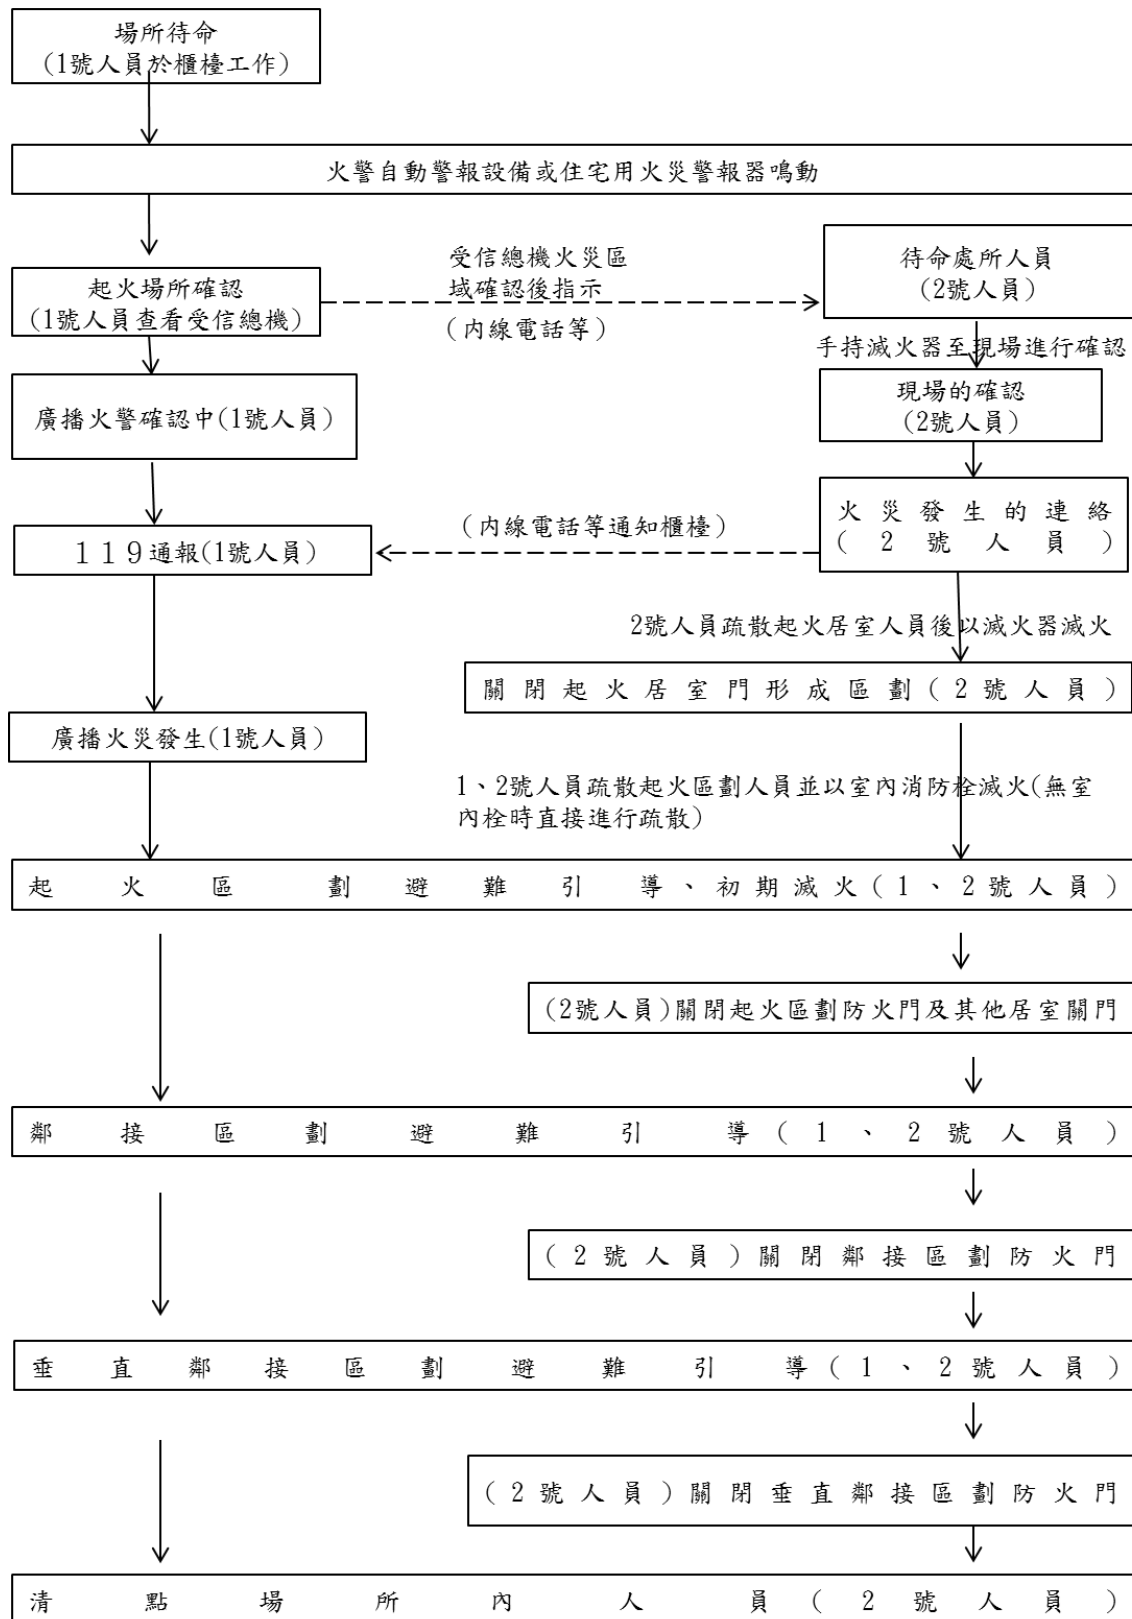 場所待命
(1號人員於櫃檯工作)
火警自動警報設備或住宅用火災警報器鳴動
受信總機火災區
域確認後指示
(內線電話等)
待命處所人員
(2號人員)
起火場所確認
(1號人員查看受信總機)
手持滅火器至現場進行確認
廣播火警確認中(1號人員)
現場的確認
(2號人員)
火災發生的連絡
(2號人員)
(內線電話等通知櫃檯)
１１９通報(1號人員)
2號人員疏散起火居室人員後以滅火器滅火
關閉起火居室門形成區劃(2號人員)
廣播火災發生(1號人員)
1、2號人員疏散起火區劃人員並以室內消防栓滅火(無室
內栓時直接進行疏散)
起火區劃避難引導、初期滅火(1、2號人員)
(2號人員)關閉起火區劃防火門及其他居室關門
鄰接區劃避難引導(1、2號人員)
(2號人員)關閉鄰接區劃防火門
垂直鄰接區劃避難引導(1、2號人員)
(2號人員)關閉垂直鄰接區劃防火門
清點場所內人員(2號人員)